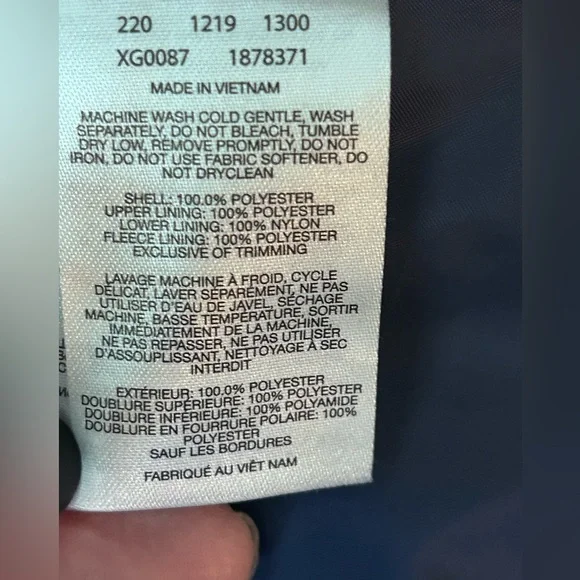 220 1219 1300
XG0087 1878371
MADE IN VIETNAM
MACHINE WASH COLD GENTLE, WASH
SEPARATELY, DO NOT BLEACH, TUMBLE
DRY LOW, REMOVE PROMPTLY, DO NOT
IRON, DO NOT USE FABRIC SOFTENER, DO
NOT DRYCLEAN
SHELL: 100.0% POLYESTER
UPPER LINING: 100% POLYESTER
LOWER LINING: 100% NYLON
FLEECE LINING: 100% POLYESTER
EXCLUSIVE OF TRIMMING
LAVAGE MACHINE À FROID, CYCLE
DÉLICAT, LAVER SÉPARÉMENT, NE PAS
UTILISER D'EAU DE JAVEL, SÉCHAGE
MACHINE, BASSE TEMPÉRATURE, SORTIR
IMMÉDIATEMENT DE LA MACHINE,
NE PAS REPASSER, NE PAS UTILISER
D'ASSOUPLISSANT, NETTOYAGE À SEC
INTERDIT
EXTÉRIEUR: 100.0% POLYESTER
DOUBLURE SUPÉRIEURE: 100% POLYESTER
DOUBLURE INFÉRIEURE: 100% POLYAMIDE
DOUBLURE EN FOURRURE POLAIRE: 100%
POLYESTER
SAUF LES BORDURES
FABRIQUÉ AU VIÊT NAM